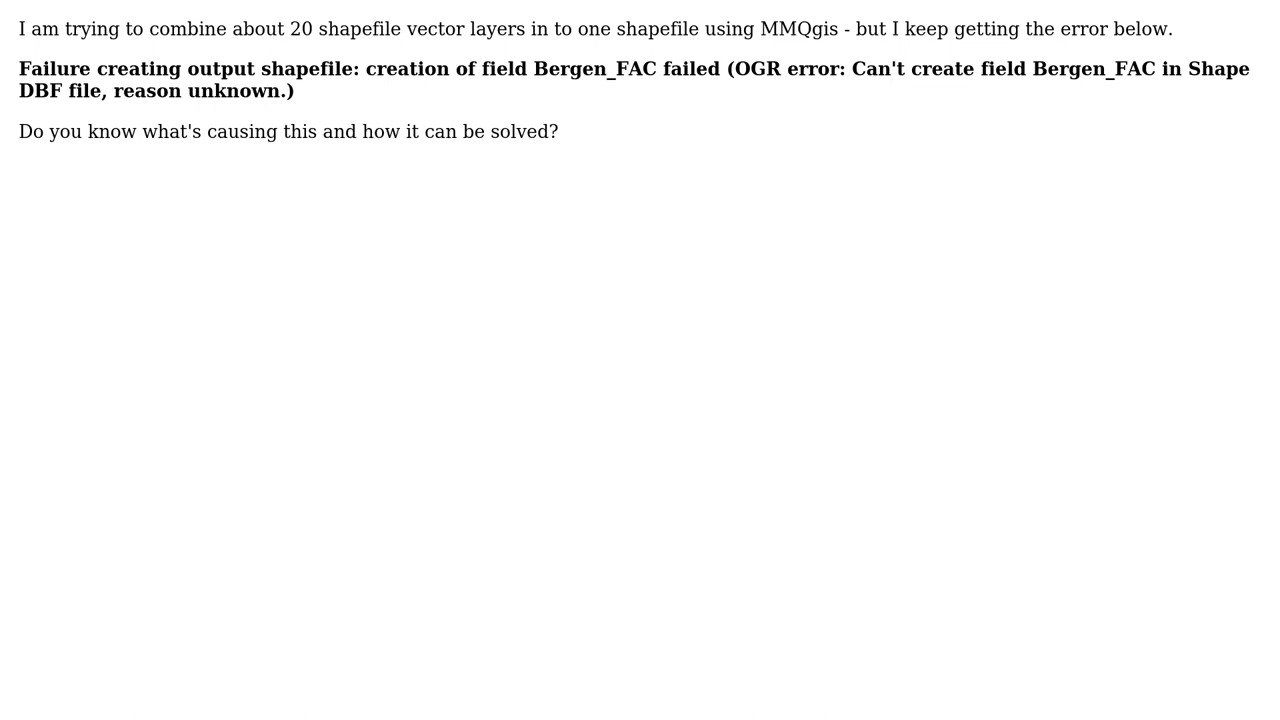 I am trying to combine about 20 shapefile vector layers in to one shapefile using MMQgis - but I keep getting the error below.
Failure creating output shapefile: creation of field Bergen_FAC failed (OGR error: Can't create field Bergen_FAC in Shape
DBF file, reason unknown.)
Do you know what's causing this and how it can be solved?